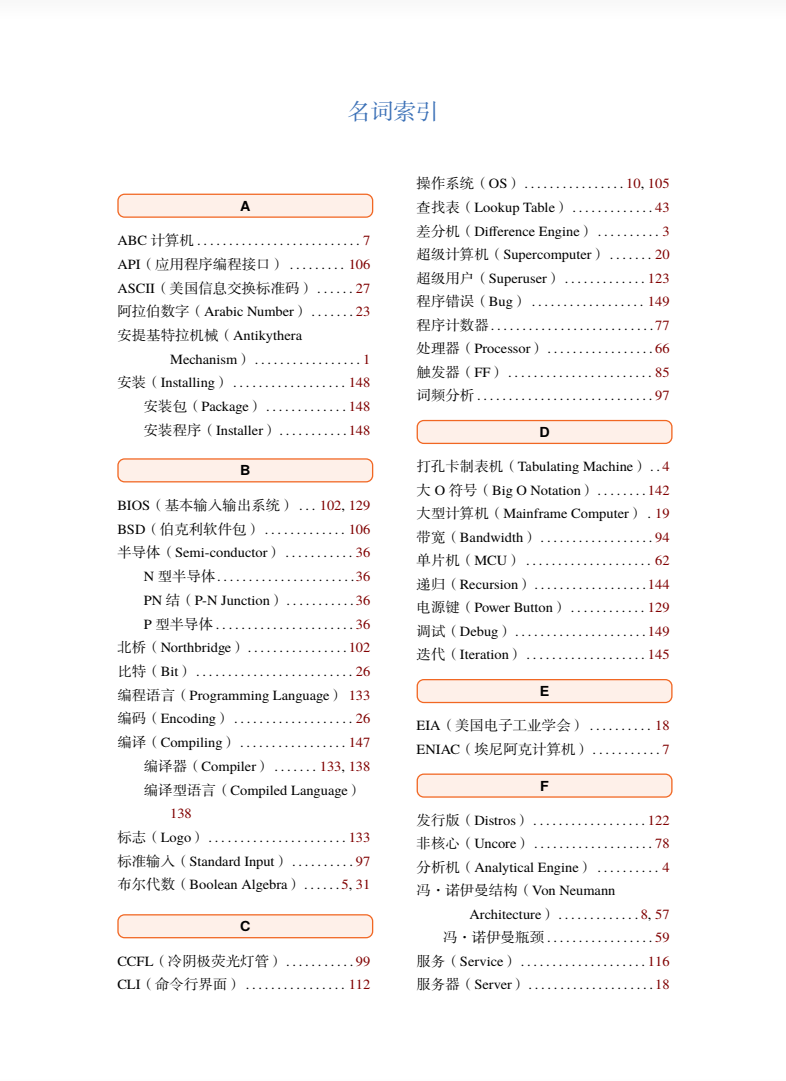 名词索引
A
ABC 计算机 . . . . . . . . . . . . . . . . . . . . . . . . . . 7
API（应用程序编程接口） . . . . . . . . . 106
ASCII（美国信息交换标准码） . . . . . . 27
阿拉伯数字（Arabic Number） . . . . . . . 23
安提基特拉机械（Antikythera
Mechanism） . . . . . . . . . . . . . . . . . 1
安装（Installing） . . . . . . . . . . . . . . . . . . 148
安装包（Package） . . . . . . . . . . . . . 148
安装程序（Installer） . . . . . . . . . . . 148
B
BIOS（基本输入输出系统） . . . 102, 129
BSD（伯克利软件包） . . . . . . . . . . . . . 106
半导体（Semi-conductor） . . . . . . . . . . . 36
N 型半导体 . . . . . . . . . . . . . . . . . . . . . . 36
PN 结（P-N Junction） . . . . . . . . . . . 36
P 型半导体 . . . . . . . . . . . . . . . . . . . . . . 36
北桥（Northbridge） . . . . . . . . . . . . . . . . 102
比特（Bit） . . . . . . . . . . . . . . . . . . . . . . . . . 26
编程语言（Programming Language） 133
编码（Encoding） . . . . . . . . . . . . . . . . . . . 26
编译（Compiling） . . . . . . . . . . . . . . . . . 147
编译器（Compiler） . . . . . . . 133, 138
编译型语言（Compiled Language）
138
标志（Logo） . . . . . . . . . . . . . . . . . . . . . . 133
标准输入（Standard Input） . . . . . . . . . . 97
布尔代数（Boolean Algebra） . . . . . . 5, 31
C
CCFL（冷阴极荧光灯管） . . . . . . . . . . . 99
CLI（命令行界面） . . . . . . . . . . . . . . . . 112
操作系统（OS） . . . . . . . . . . . . . . . . 10, 105
查找表（Lookup Table） . . . . . . . . . . . . . 43
差分机（Difference Engine） . . . . . . . . . . 3
超级计算机（Supercomputer） . . . . . . . 20
超级用户（Superuser） . . . . . . . . . . . . . 123
程序错误（Bug） . . . . . . . . . . . . . . . . . . 149
程序计数器 . . . . . . . . . . . . . . . . . . . . . . . . . . 77
处理器（Processor） . . . . . . . . . . . . . . . . . 66
触发器（FF） . . . . . . . . . . . . . . . . . . . . . . . 85
词频分析 . . . . . . . . . . . . . . . . . . . . . . . . . . . . 97
D
打孔卡制表机（Tabulating Machine） . . 4
大 O 符号（Big O Notation） . . . . . . . . 142
大型计算机（Mainframe Computer） . 19
带宽（Bandwidth） . . . . . . . . . . . . . . . . . . 94
单片机（MCU） . . . . . . . . . . . . . . . . . . . . 62
递归（Recursion） . . . . . . . . . . . . . . . . . . 144
电源键（Power Button） . . . . . . . . . . . . 129
调试（Debug） . . . . . . . . . . . . . . . . . . . . . 149
迭代（Iteration） . . . . . . . . . . . . . . . . . . . 145
E
EIA（美国电子工业学会） . . . . . . . . . . 18
ENIAC（埃尼阿克计算机） . . . . . . . . . . . 7
F
发行版（Distros） . . . . . . . . . . . . . . . . . . 122
非核心（Uncore） . . . . . . . . . . . . . . . . . . . 78
分析机（Analytical Engine） . . . . . . . . . . 4
冯・诺伊曼结构（Von Neumann
Architecture） . . . . . . . . . . . . . 8, 57
冯・诺伊曼瓶颈 . . . . . . . . . . . . . . . . . 59
服务（Service） . . . . . . . . . . . . . . . . . . . . 116
服务器（Server） . . . . . . . . . . . . . . . . . . . . 18